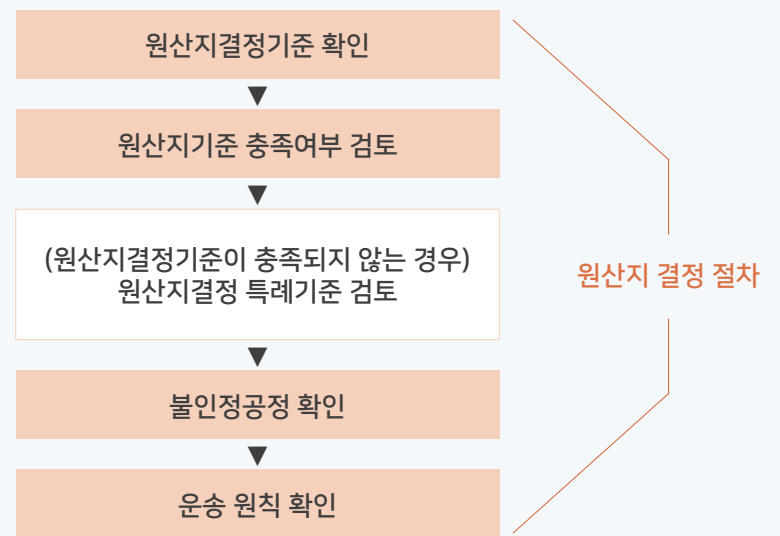 원산지결정기준 확인
▼
원산지기준 충족여부 검토
▼
(원산지결정기준이 충족되지 않는 경우)
원산지결정 특례기준 검토
▼
불인정공정 확인
▼
운송 원칙 확인
원산지 결정 절차